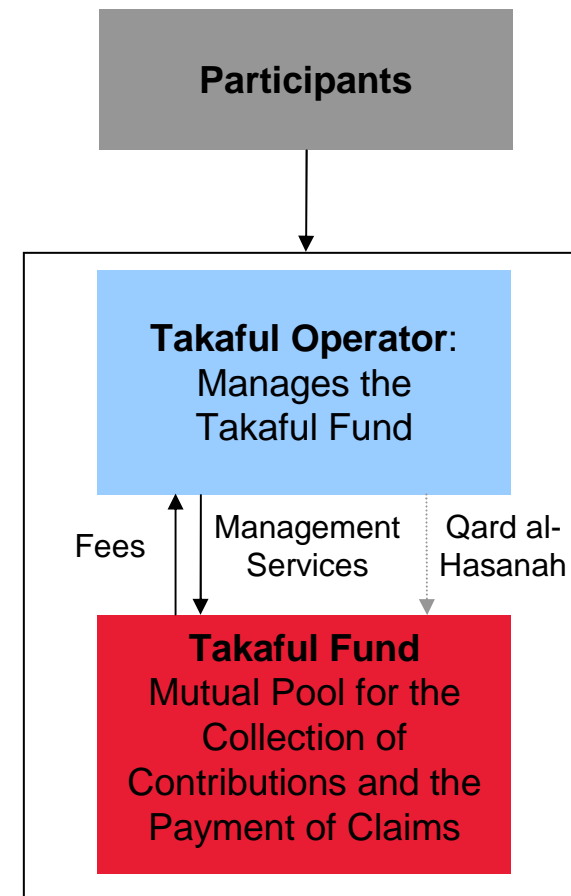 Participants
Takaful Operator:
Manages the
Takaful Fund
Fees
Management
Services
Qard al-
Hasanah
Takaful Fund
Mutual Pool for the
Collection of
Contributions and the
Payment of Claims